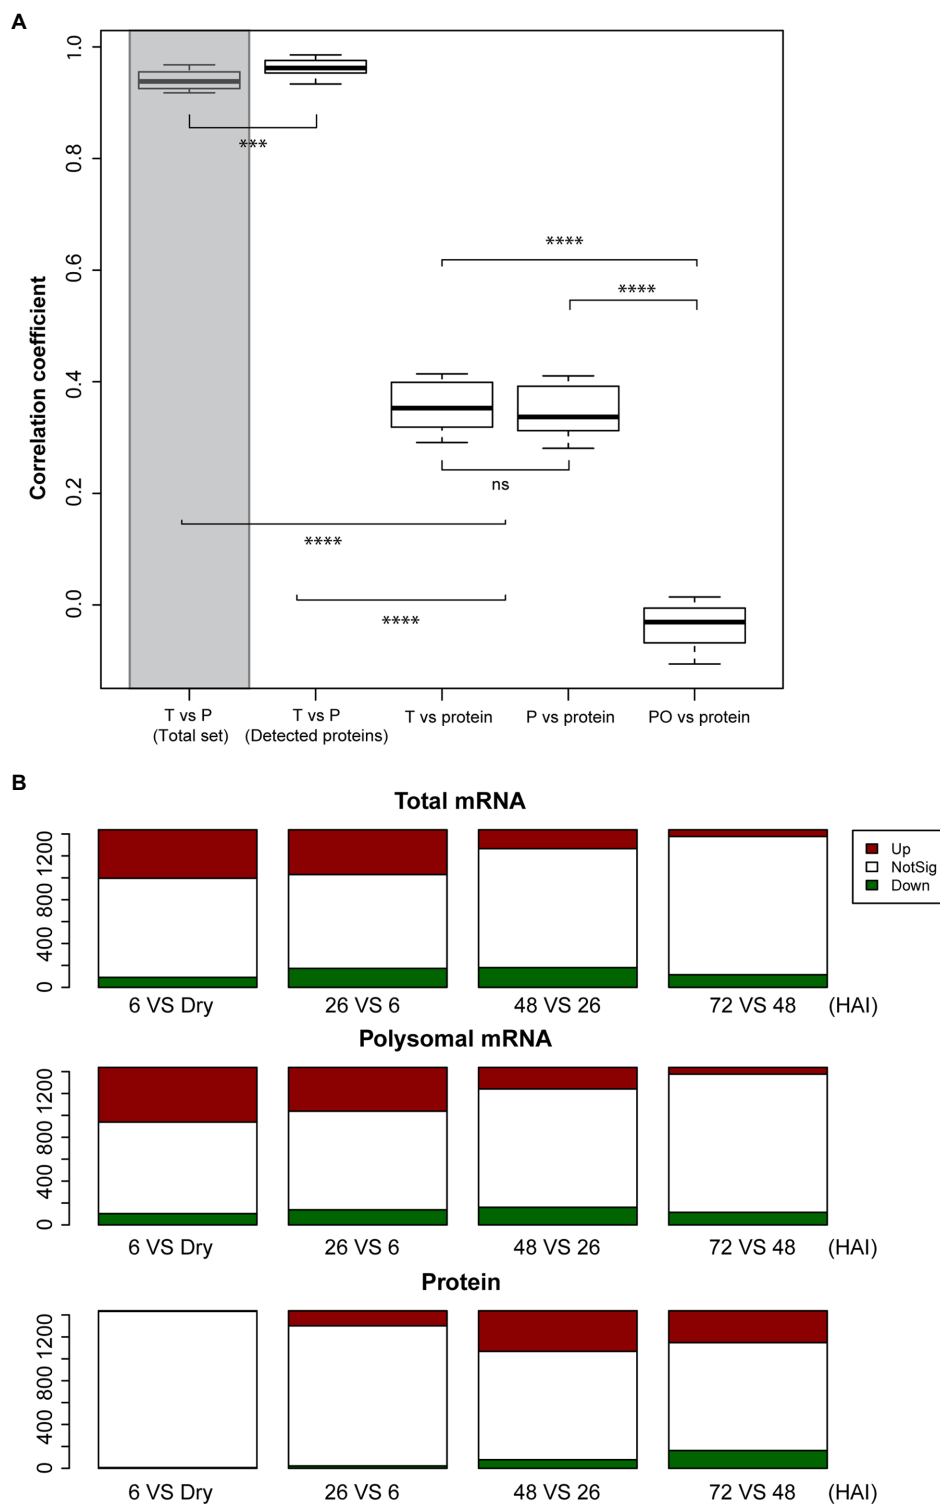 A
Correlation coefficient
1.0
0.8
0.6
0.4
0.2
0.0
***
****
****
ns
****
****
T vs P
(Total set)
T vs P
(Detected proteins)
T vs protein
P vs protein
PO vs protein
B
Total mRNA
0 400 800 1200
6 VS Dry 26 VS 6 48 VS 26 72 VS 48 (HAI)
Up
NotSig
Down
Polysomal mRNA
0 400 800 1200
6 VS Dry 26 VS 6 48 VS 26 72 VS 48 (HAI)
Protein
0 400 800 1200
6 VS Dry 26 VS 6 48 VS 26 72 VS 48 (HAI)